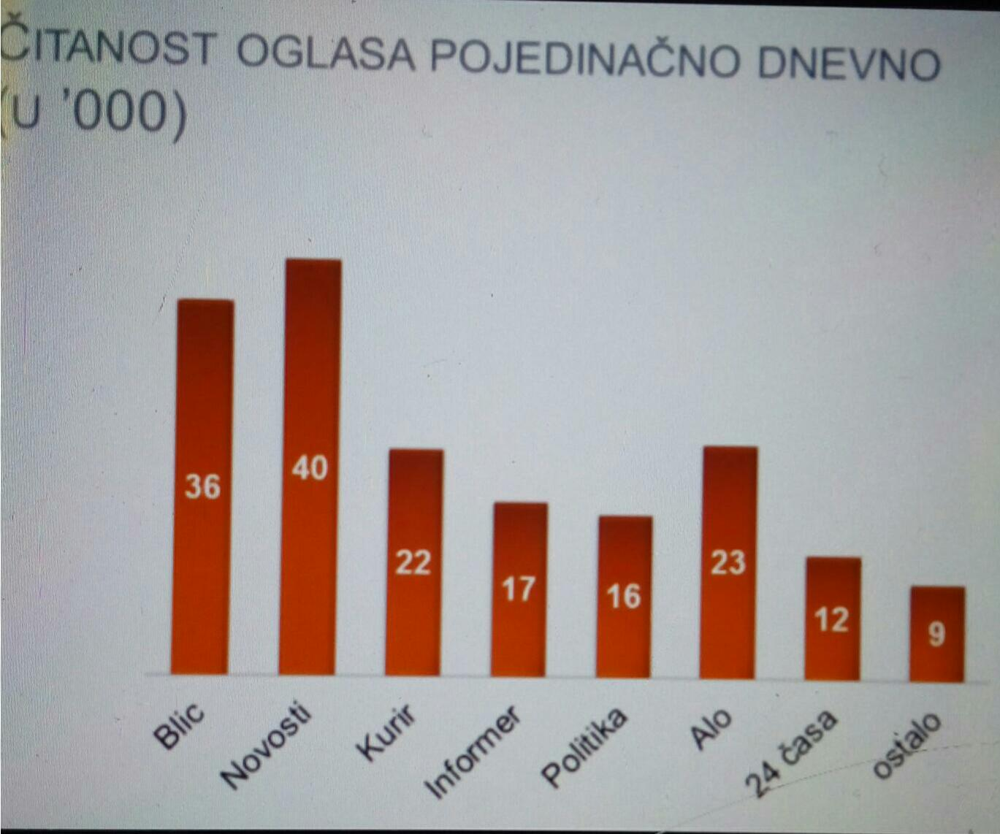 ČITANOST OGLASA POJEDINAČNO DNEVNO
(U '000)
36
40
22
17
16
23
12
9
Blic
Novosti
Kurir
Informer
Politika
Alo
24 časa
ostalo